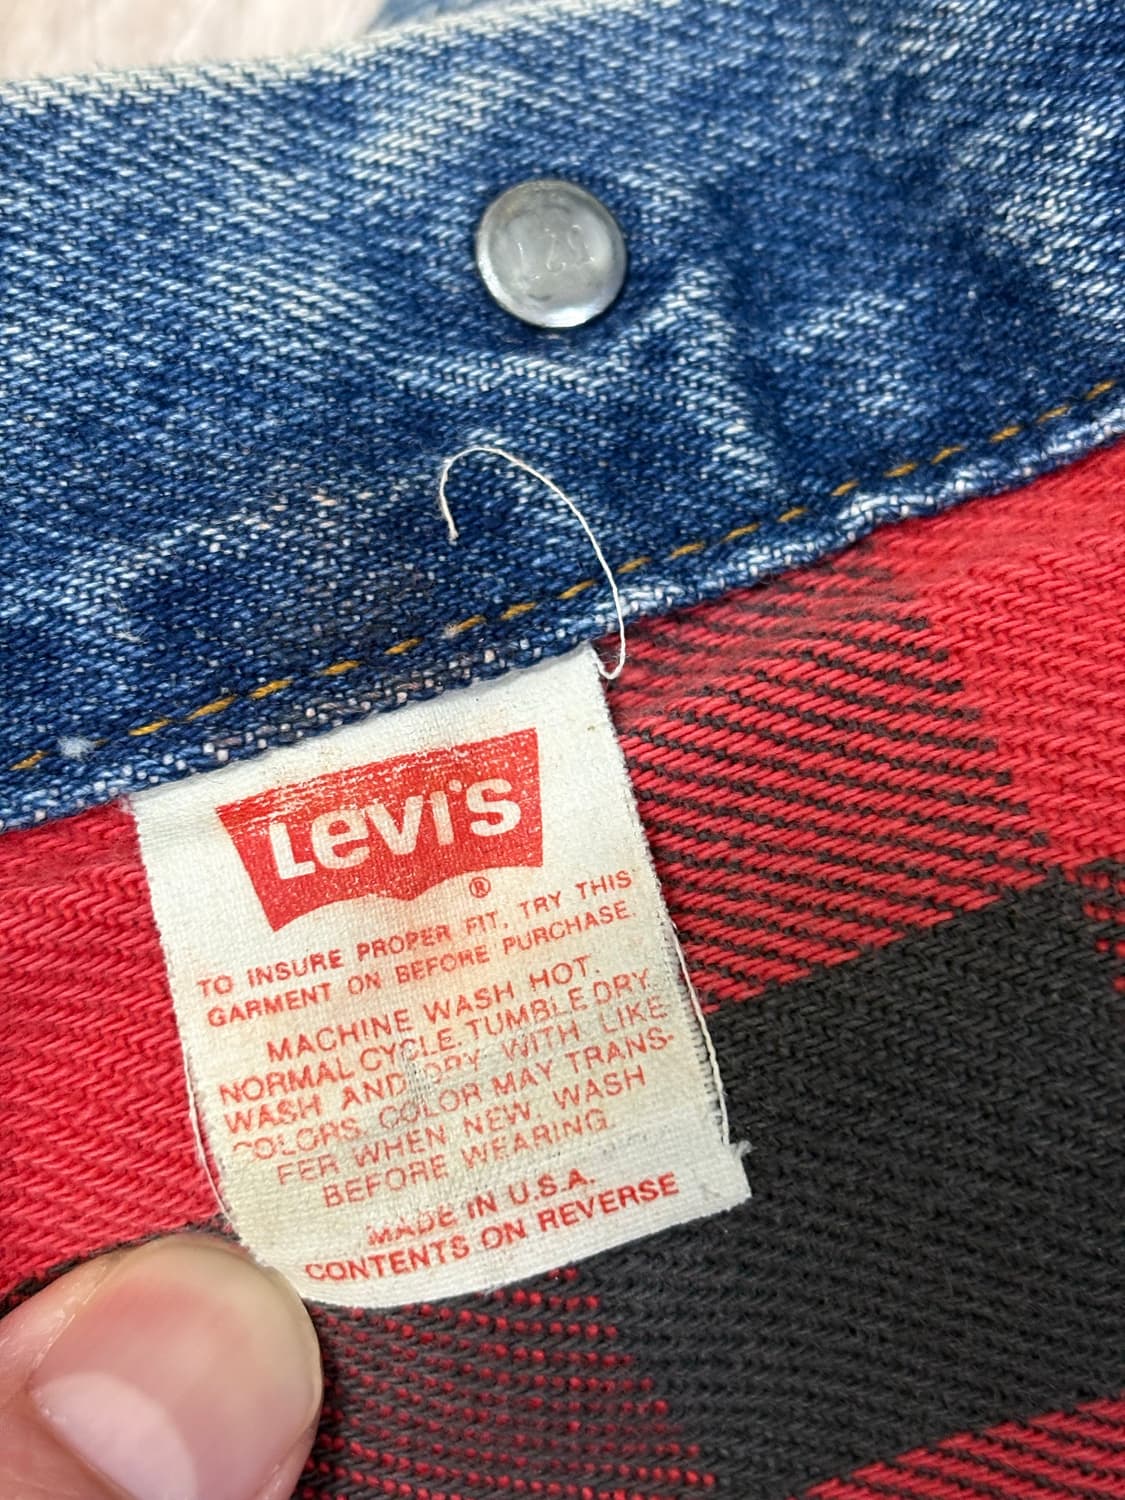 Levi's
®
TO INSURE PROPER FIT, TRY THIS
GARMENT ON BEFORE PURCHASE.
MACHINE WASH HOT.
NORMAL CYCLE. TUMBLE DRY
WASH AND DRY WITH LIKE
COLORS. COLOR MAY TRANS-
FER WHEN NEW. WASH
BEFORE WEARING.
MADE IN U.S.A.
CONTENTS ON REVERSE